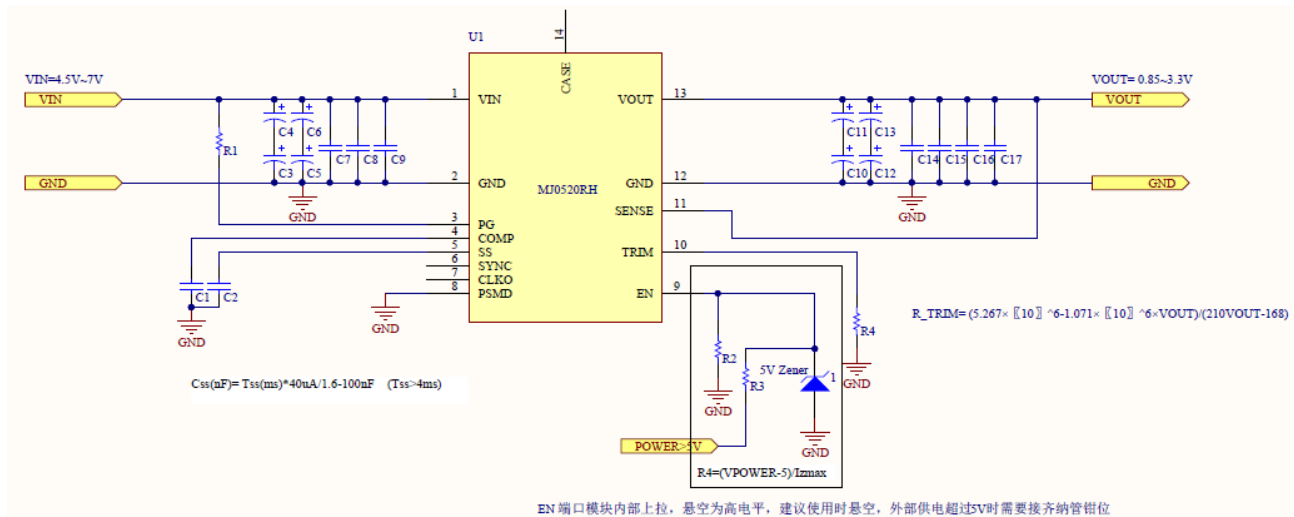 U1
14
CASE
VIN=4.5V~7V
VIN
1
VIN
VOUT
13
VOUT= 0.85~3.3V
VOUT
R1
C4
C6
C3
C5
C7
C8
C9
C11
C13
C10
C12
C14
C15
C16
C17
GND
2
GND
MJ0520RH
GND
12
GND
GND
GND
SENSE
11
3
PG
4
COMP
5
SS
6
SYNC
7
CLKO
8
PSMD
TRIM
10
EN
9
C1
C2
GND
GND
R4
GND
R_TRIM= (5.267×〖10〗^6-1.071×〖10〗^6×VOUT)/(210VOUT-168)
R2
R3
5V Zener
1
GND
GND
POWER>5V
R4=(VPOWER-5)/Izmax
Css(nF)= Tss(ms)*40uA/1.6-100nF (Tss>4ms)
EN 端口模块内部上拉，悬空为高电平，建议使用时悬空，外部供电超过5V时需要接齐纳管钳位